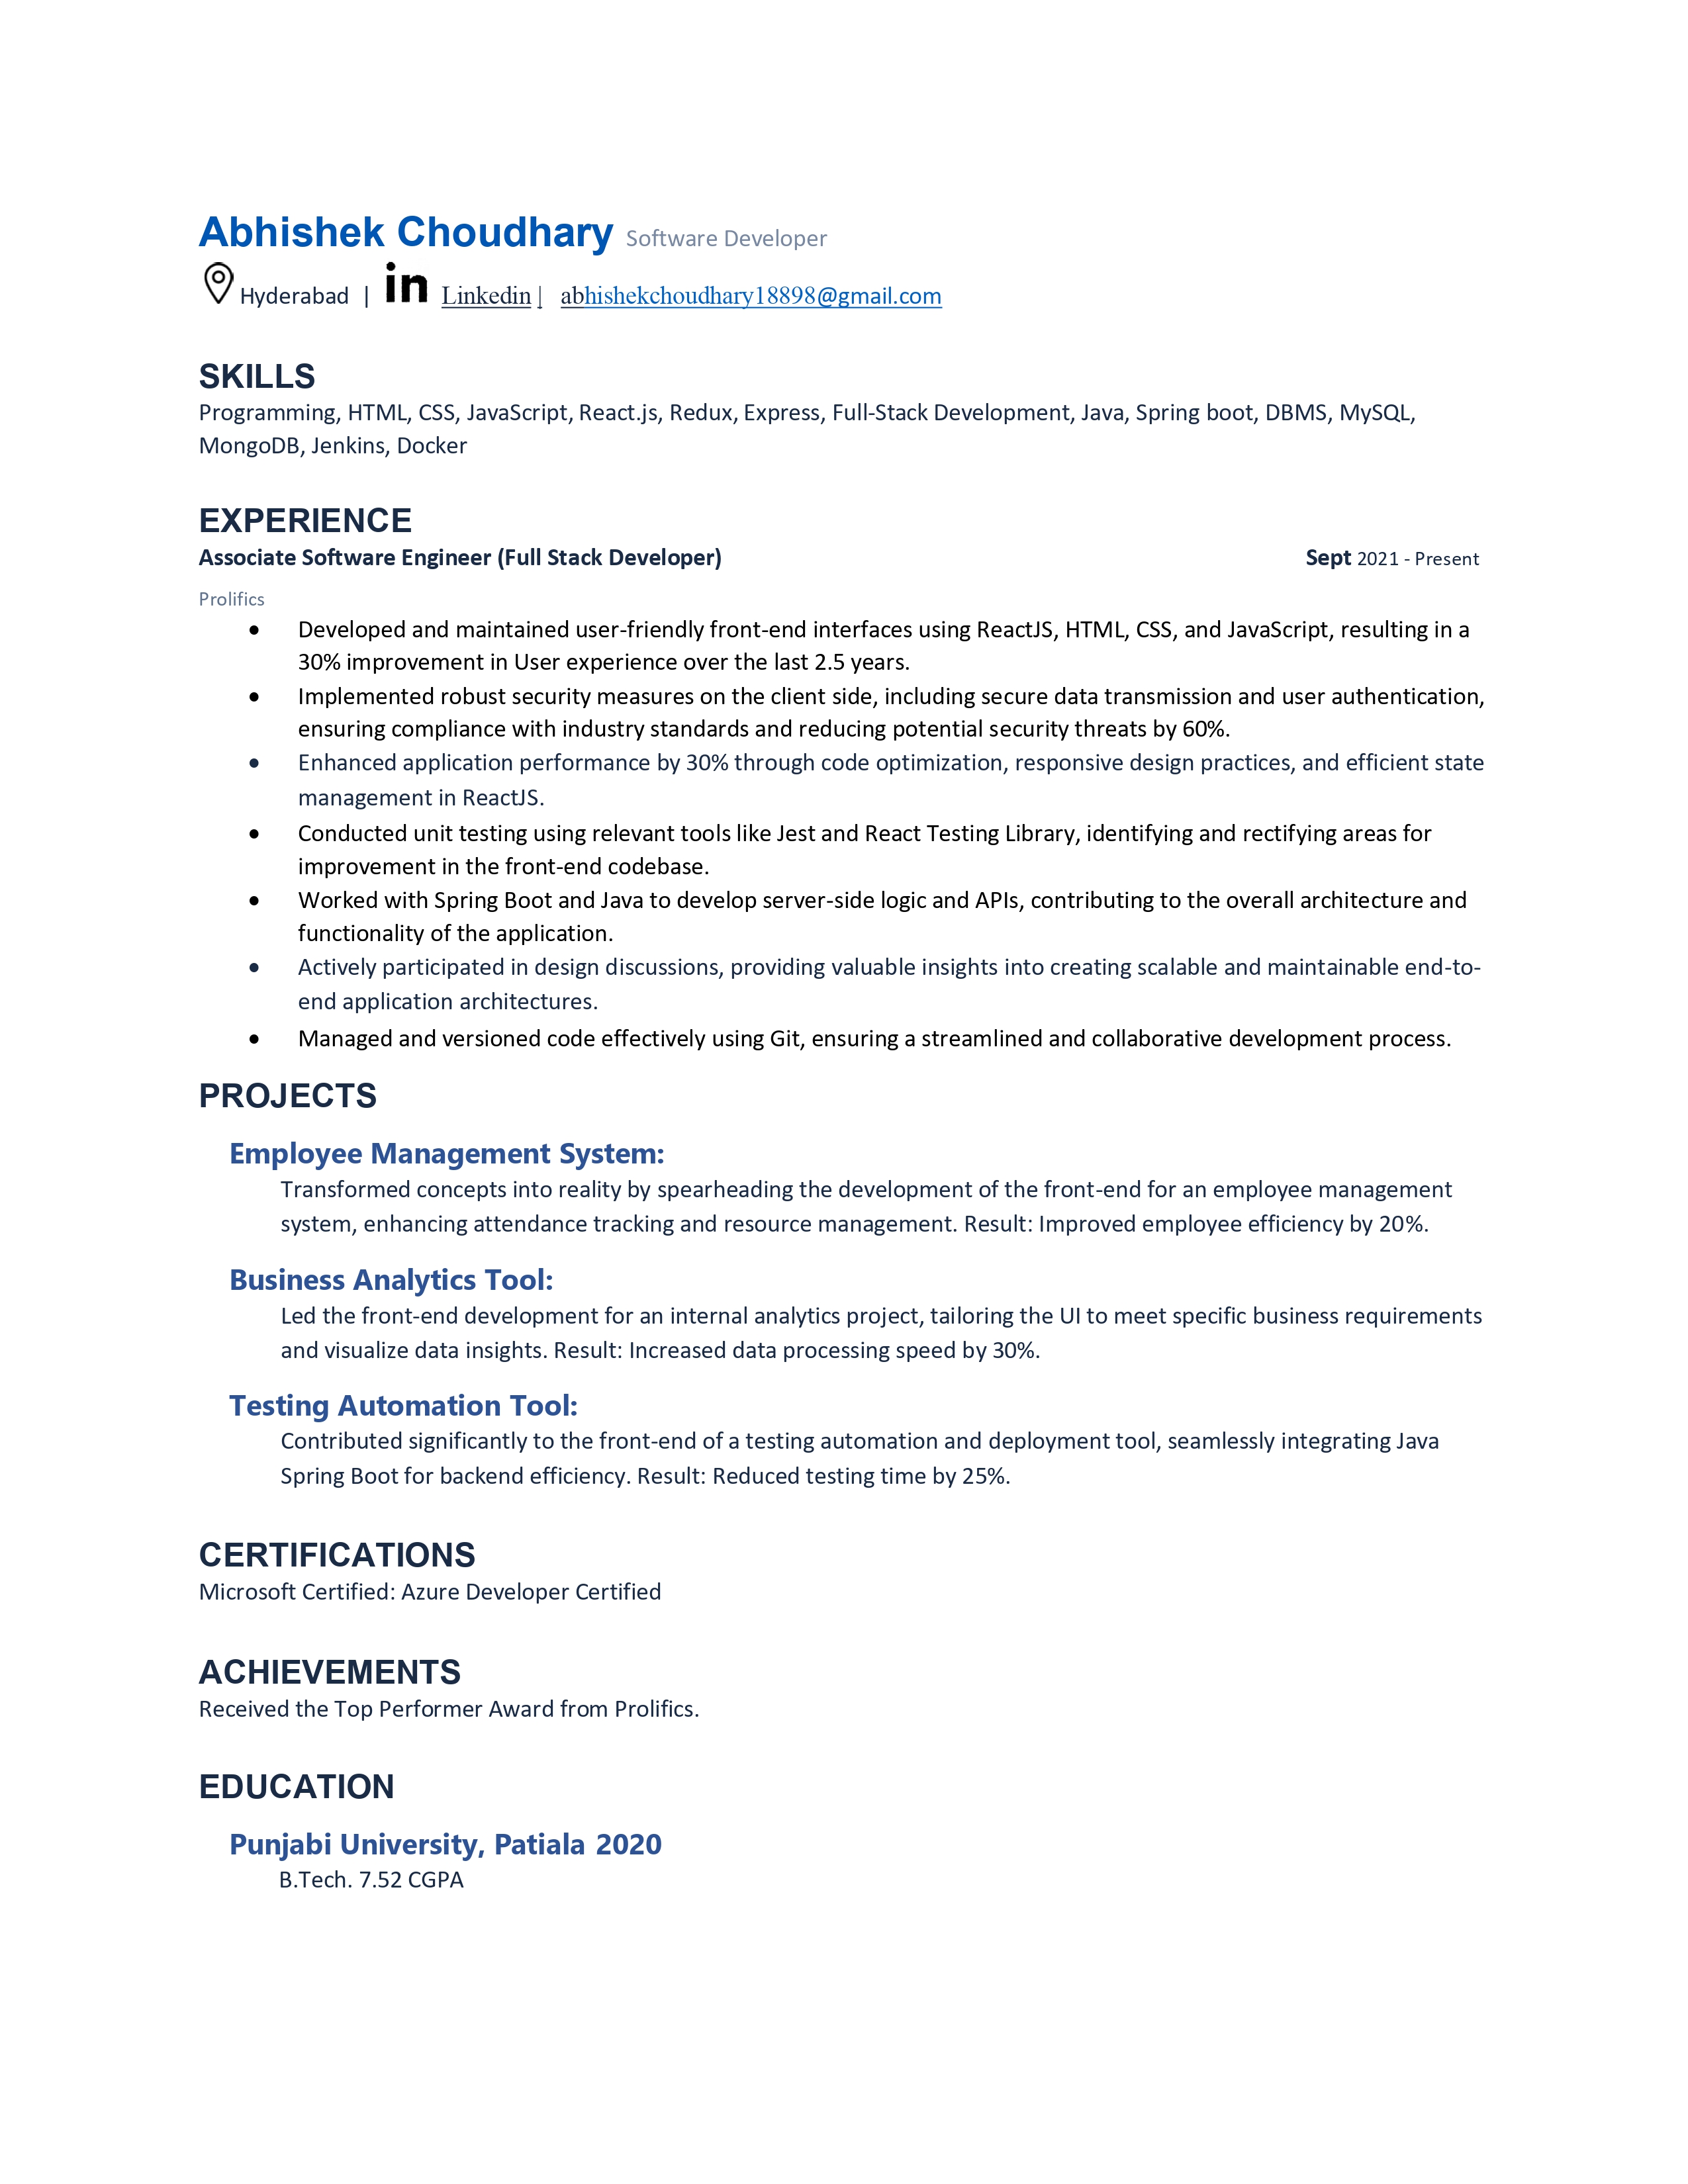 Abhishek Choudhary Software Developer
Hyderabad | in Linkedin | abhishekchoudhary18898@gmail.com
SKILLS
Programming, HTML, CSS, JavaScript, React.js, Redux, Express, Full-Stack Development, Java, Spring boot, DBMS, MySQL,
MongoDB, Jenkins, Docker
EXPERIENCE
Associate Software Engineer (Full Stack Developer) Sept 2021 - Present
Prolifics
• Developed and maintained user-friendly front-end interfaces using ReactJS, HTML, CSS, and JavaScript, resulting in a
30% improvement in User experience over the last 2.5 years.
• Implemented robust security measures on the client side, including secure data transmission and user authentication,
ensuring compliance with industry standards and reducing potential security threats by 60%.
• Enhanced application performance by 30% through code optimization, responsive design practices, and efficient state
management in ReactJS.
• Conducted unit testing using relevant tools like Jest and React Testing Library, identifying and rectifying areas for
improvement in the front-end codebase.
• Worked with Spring Boot and Java to develop server-side logic and APIs, contributing to the overall architecture and
functionality of the application.
• Actively participated in design discussions, providing valuable insights into creating scalable and maintainable end-to-
end application architectures.
• Managed and versioned code effectively using Git, ensuring a streamlined and collaborative development process.
PROJECTS
Employee Management System:
Transformed concepts into reality by spearheading the development of the front-end for an employee management
system, enhancing attendance tracking and resource management. Result: Improved employee efficiency by 20%.
Business Analytics Tool:
Led the front-end development for an internal analytics project, tailoring the UI to meet specific business requirements
and visualize data insights. Result: Increased data processing speed by 30%.
Testing Automation Tool:
Contributed significantly to the front-end of a testing automation and deployment tool, seamlessly integrating Java
Spring Boot for backend efficiency. Result: Reduced testing time by 25%.
CERTIFICATIONS
Microsoft Certified: Azure Developer Certified
ACHIEVEMENTS
Received the Top Performer Award from Prolifics.
EDUCATION
Punjabi University, Patiala 2020
B.Tech. 7.52 CGPA